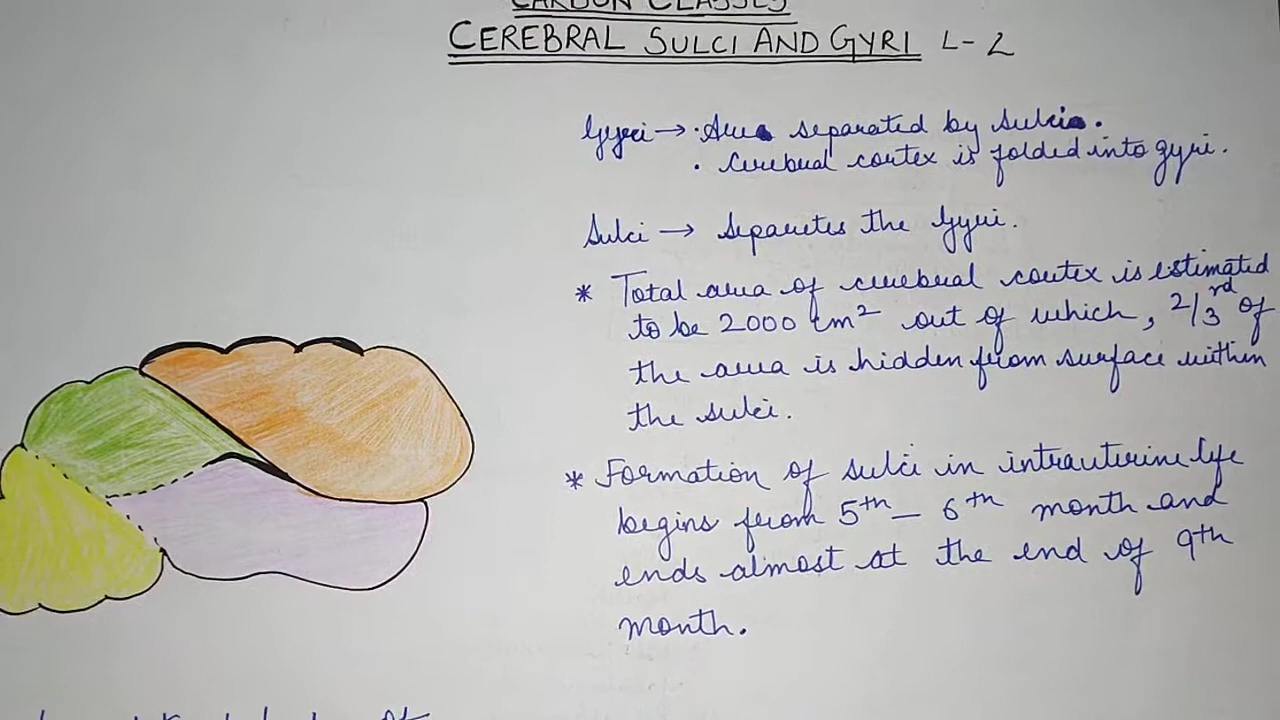 CARBON CLASSES
CEREBRAL SULCI AND GYRI L-2
Gyri → · Area separated by sulci.
· Cerebral cortex is folded into gyri.
Sulci → Separetes the Gyri.
* Total area of cerebral cortex is estimated
to be 2000 cm² out of which, 2/3rd of
the area is hidden from surface within
the sulci.
* Formation of sulci in intrauterine life
begins from 5th – 6th month and
ends almost at the end of 9th
month.